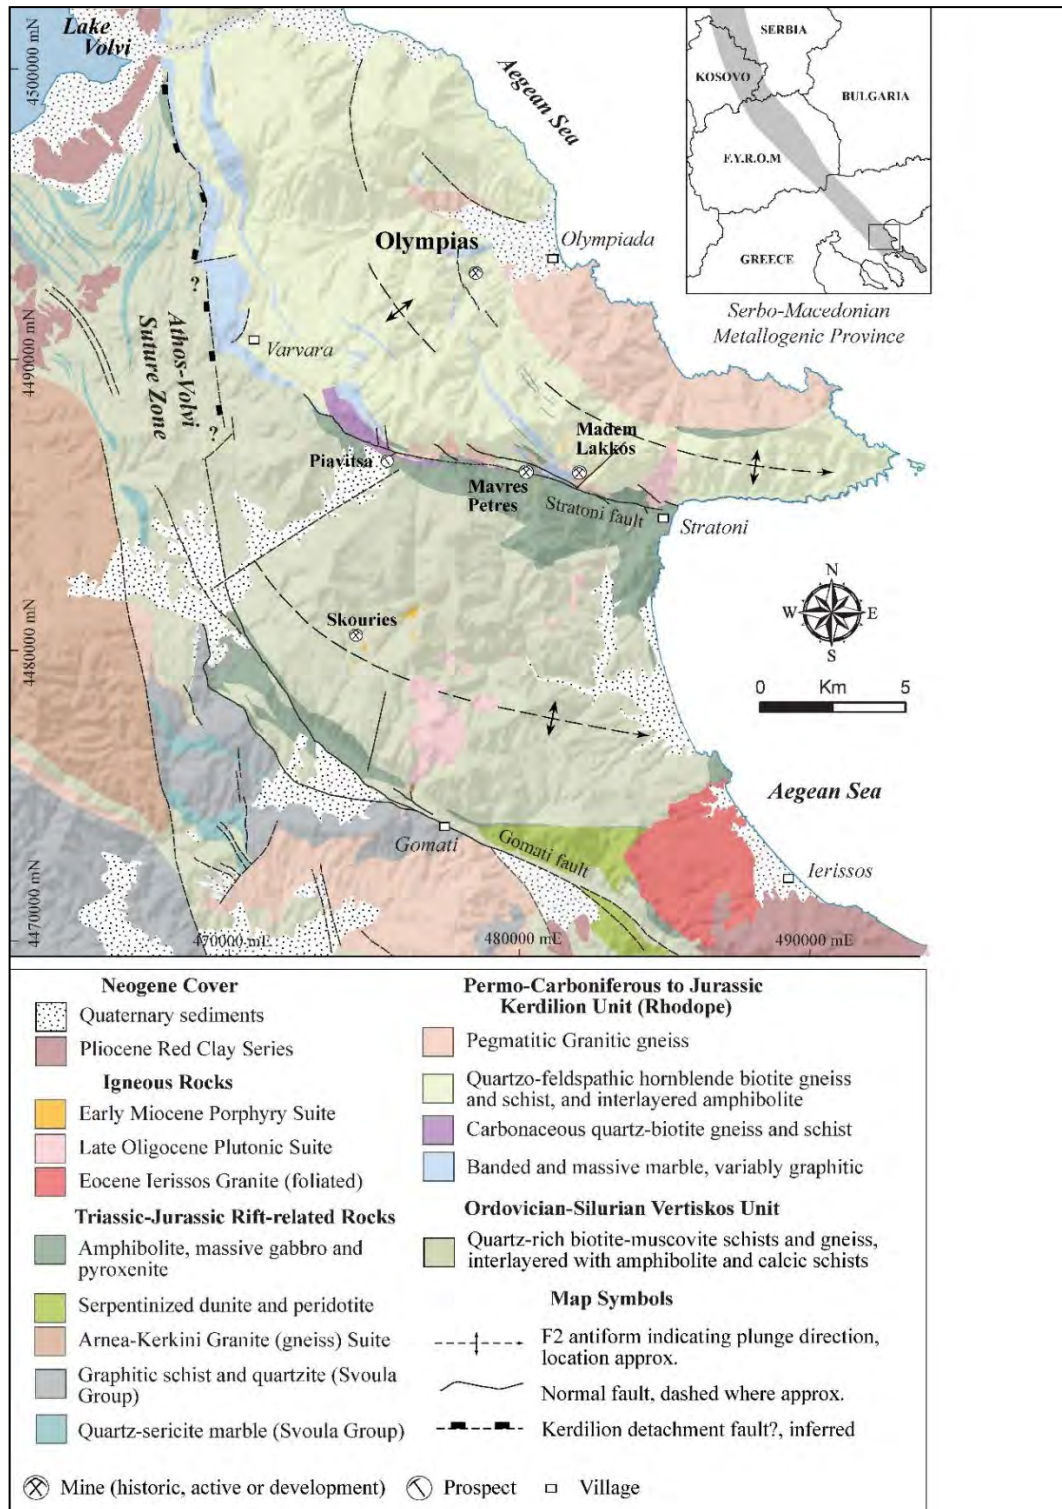 Lake
Volvi
Aegean Sea
SERBIA
KOSOVO
BULGARIA
F.Y.R.O.M
GREECE
Serbo-Macedonian
Metallogenic Province
4500000 mN
4490000 mN
4480000 mN
4470000 mN
Olympias
Olympiada
?
Athos-Volvi
Suture Zone
?
Varvara
Piavitsa
Madem
Lakkós
Mavres
Petres
Stratoni fault
Stratoni
N
W E
S
0 Km 5
Skouries
Aegean Sea
Gomati
Gomati fault
Ierissos
470000 mE
480000 mE
490000 mE
Neogene Cover
Quaternary sediments
Pliocene Red Clay Series
Igneous Rocks
Early Miocene Porphyry Suite
Late Oligocene Plutonic Suite
Eocene Ierissos Granite (foliated)
Triassic-Jurassic Rift-related Rocks
Amphibolite, massive gabbro and
pyroxenite
Serpentinized dunite and peridotite
Arnea-Kerkini Granite (gneiss) Suite
Graphitic schist and quartzite (Svoula
Group)
Quartz-sericite marble (Svoula Group)
Permo-Carboniferous to Jurassic
Kerdilion Unit (Rhodope)
Pegmatitic Granitic gneiss
Quartzo-feldspathic hornblende biotite gneiss
and schist, and interlayered amphibolite
Carbonaceous quartz-biotite gneiss and schist
Banded and massive marble, variably graphitic
Ordovician-Silurian Vertiskos Unit
Quartz-rich biotite-muscovite schists and gneiss,
interlayered with amphibolite and calcic schists
Map Symbols
F2 antiform indicating plunge direction,
location approx.
Normal fault, dashed where approx.
Kerdilion detachment fault?, inferred
Mine (historic, active or development)
Prospect
Village